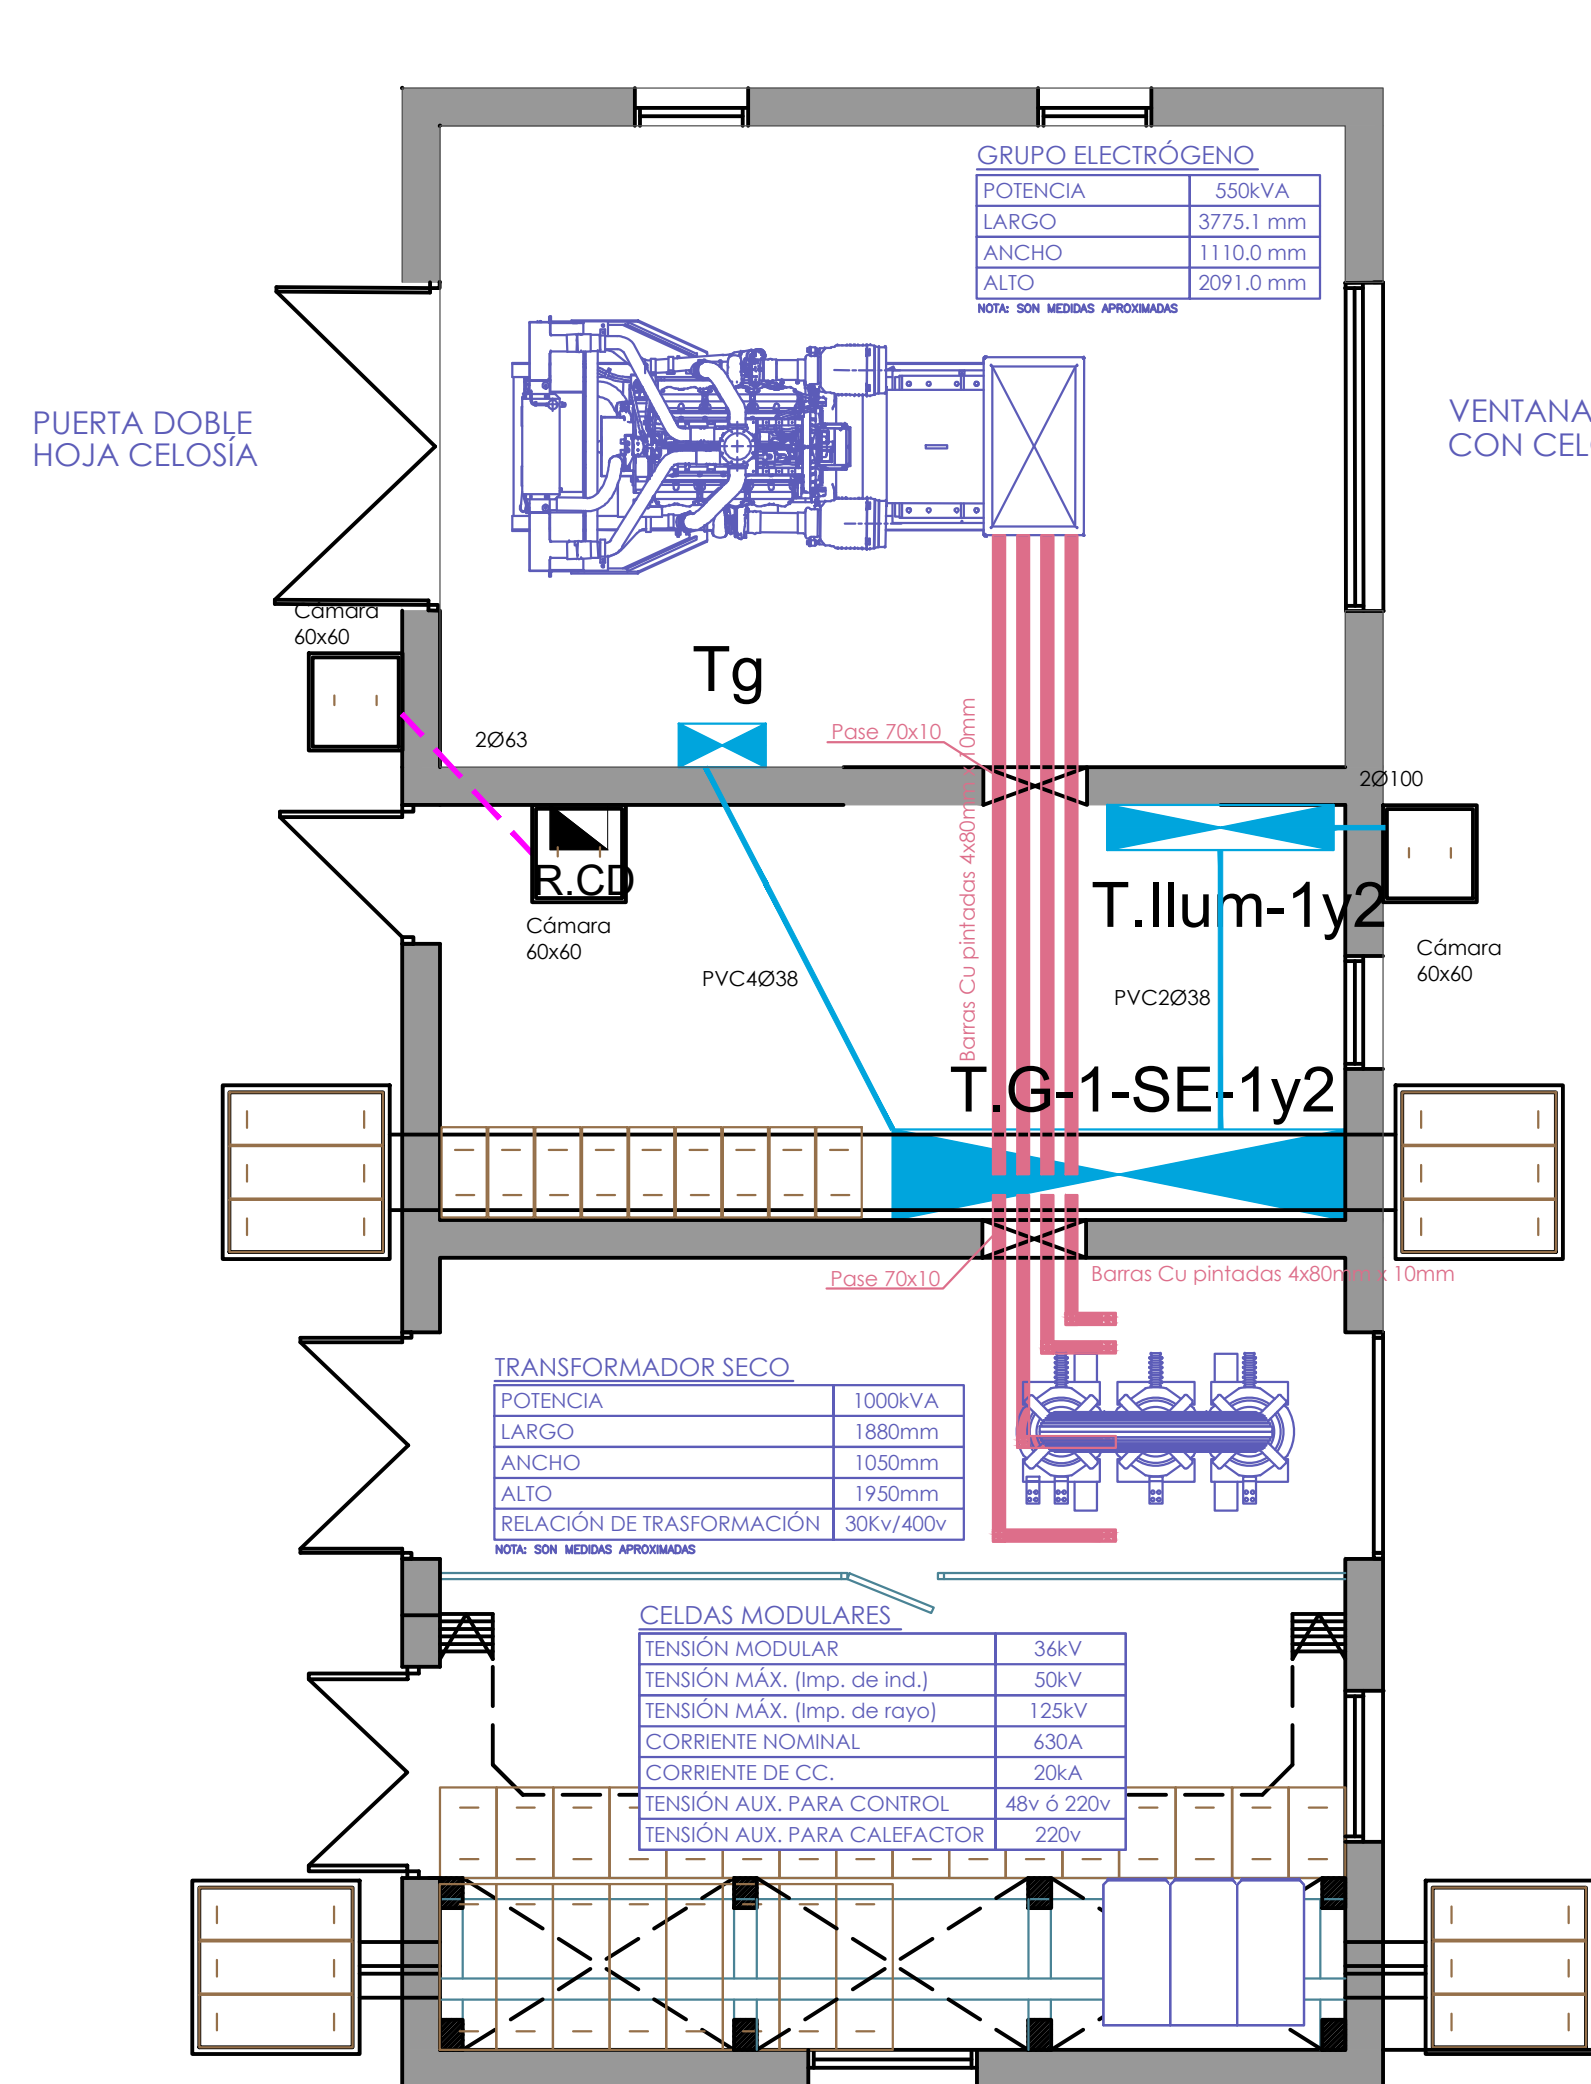 GRUPO ELECTRÓGENO
POTENCIA 550kVA
LARGO 3775.1 mm
ANCHO 1110.0 mm
ALTO 2091.0 mm
NOTA: SON MEDIDAS APROXIMADAS
PUERTA DOBLE
HOJA CELOSÍA
VENTANA
CON CEL
Cámara
60x60
Tg
2Ø63
Pase 70x10
Barras Cu pintadas 4x80mm x 10mm
2Ø100
R.CD
Cámara
60x60
T.Ilum-1y2
Cámara
60x60
PVC4Ø38
PVC2Ø38
T.G-1-SE-1y2
Pase 70x10
Barras Cu pintadas 4x80mm x 10mm
TRANSFORMADOR SECO
POTENCIA 1000kVA
LARGO 1880mm
ANCHO 1050mm
ALTO 1950mm
RELACIÓN DE TRASFORMACIÓN 30Kv/400v
NOTA: SON MEDIDAS APROXIMADAS
CELDAS MODULARES
TENSIÓN MODULAR 36kV
TENSIÓN MÁX. (Imp. de ind.) 50kV
TENSIÓN MÁX. (Imp. de rayo) 125kV
CORRIENTE NOMINAL 630A
CORRIENTE DE CC. 20kA
TENSIÓN AUX. PARA CONTROL 48v ó 220v
TENSIÓN AUX. PARA CALEFACTOR 220v